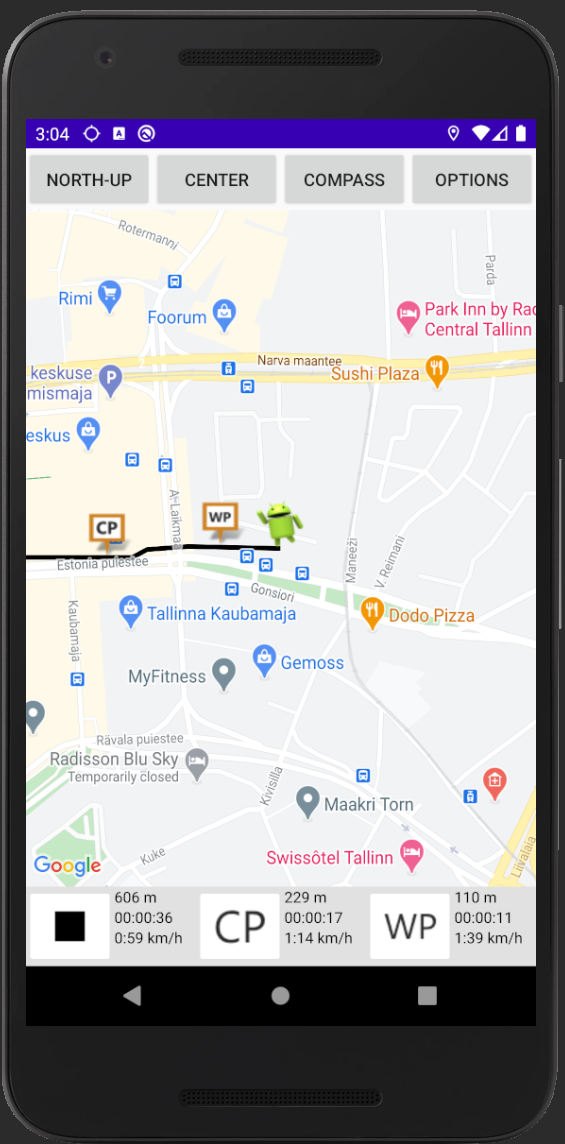 3:04
NORTH-UP
CENTER
COMPASS
OPTIONS
Rotermanni
Parda
Rimi
Foorum
Park Inn by Rad
Central Tallinn
Narva maantee
keskuse
mismaja
Sushi Plaza
eskus
A. Laikmaa
CP
WP
Estonia puiestee
Maneeži
V. Reimani
Gonsiori
Kaubamaja
Tallinna Kaubamaja
Dodo Pizza
MyFitness
Gemoss
Rävala puiestee
Radisson Blu Sky
Temporarily closed
Kivisilla
Maakri Torn
Kuke
Swissôtel Tallinn
Liivalaia
Google
606 m
00:00:36
0:59 km/h
CP
229 m
00:00:17
1:14 km/h
WP
110 m
00:00:11
1:39 km/h